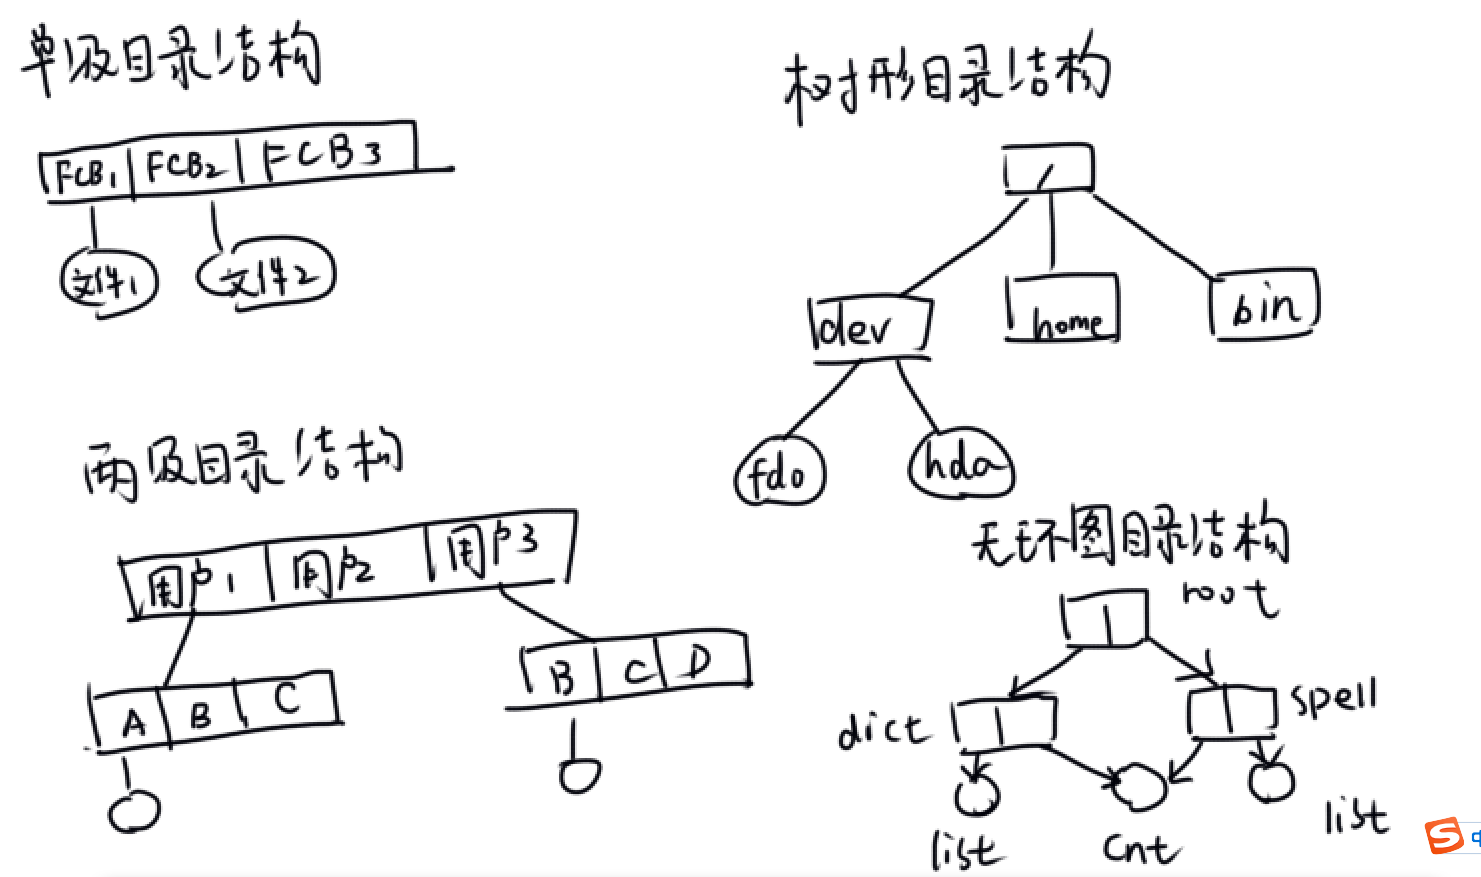 单级目录结构
FCB1 FCB2 FCB3
文件1 文件2
两级目录结构
用户1 用户2 用户3
A B C
B C D
树形目录结构
/
dev home bin
fdo hda
无环图目录结构
root
dict spell
list cnt list
S 中